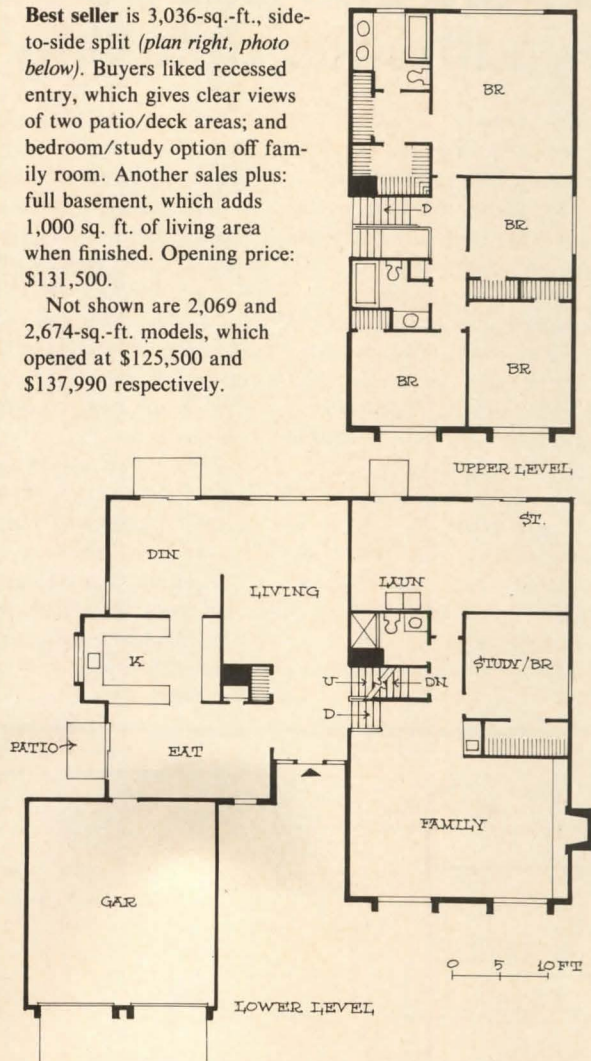 Best seller is 3,036-sq.-ft., side-
to-side split (plan right, photo
below). Buyers liked recessed
entry, which gives clear views
of two patio/deck areas; and
bedroom/study option off fam-
ily room. Another sales plus:
full basement, which adds
1,000 sq. ft. of living area
when finished. Opening price:
$131,500.
Not shown are 2,069 and
2,674-sq.-ft. models, which
opened at $125,500 and
$137,990 respectively.
BR
D
BR
BR
BR
UPPER LEVEL
DIN
LIVING
ST.
LAUN
K
STUDY/BR
U
DN
D
PATIO
EAT
FAMILY
GAR
0 5 10FT
LOWER LEVEL